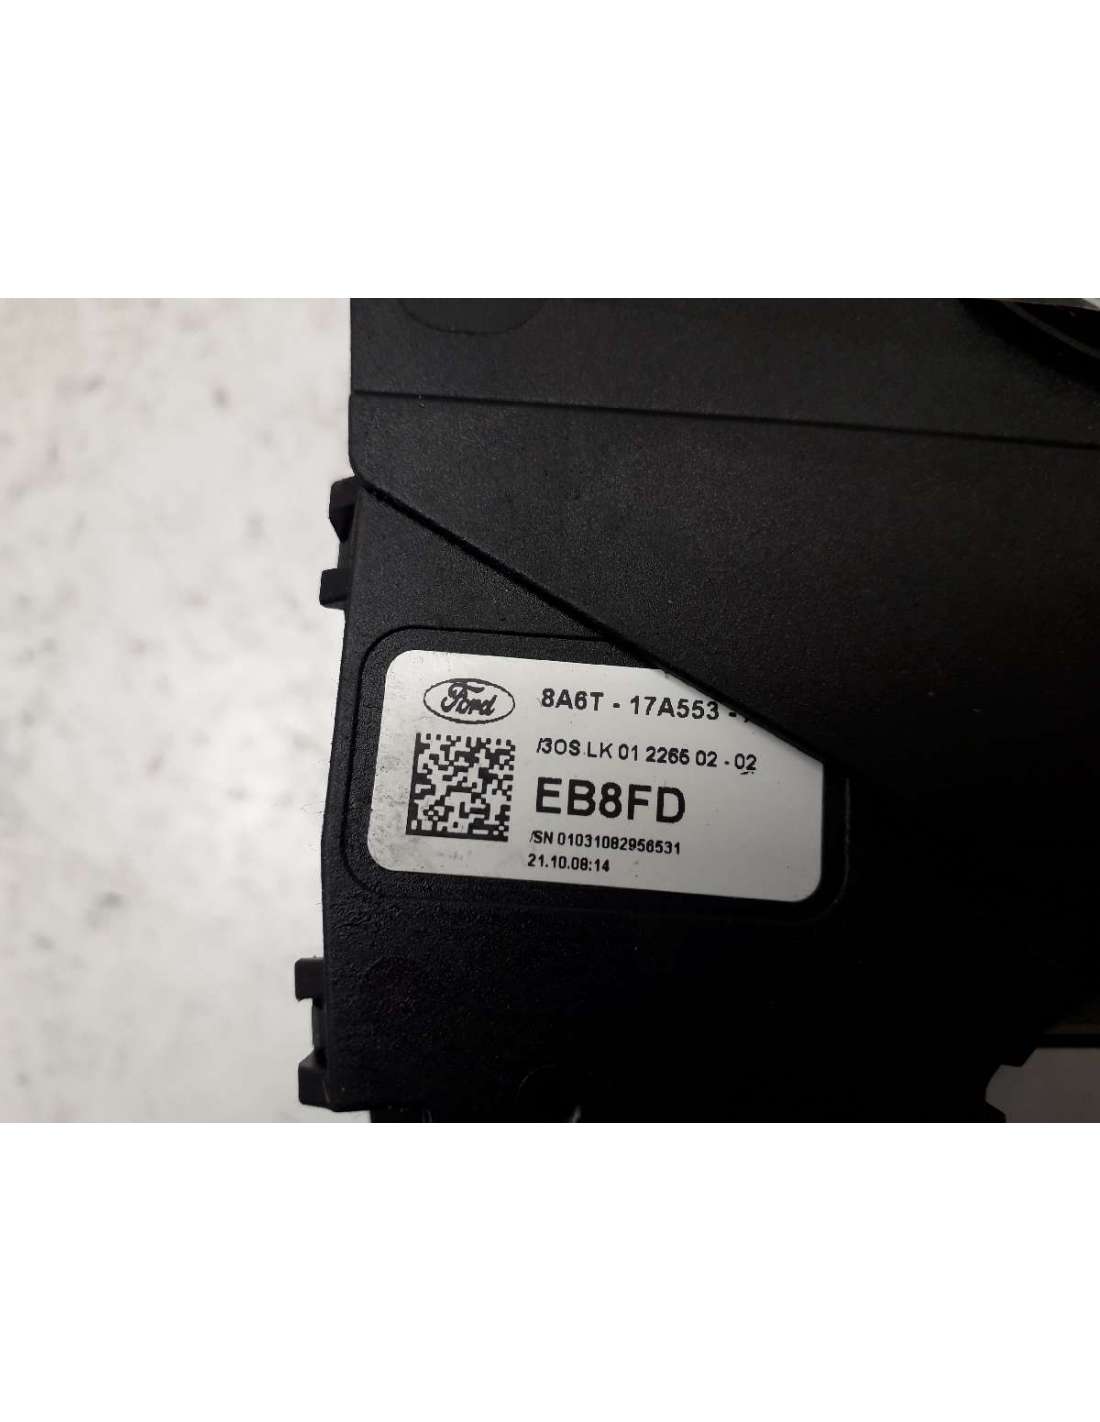 Ford
8A6T - 17A553 -
/3OS.LK 01 2266 02 - 02
EB8FD
/SN 01031082956531
21.10.08:14